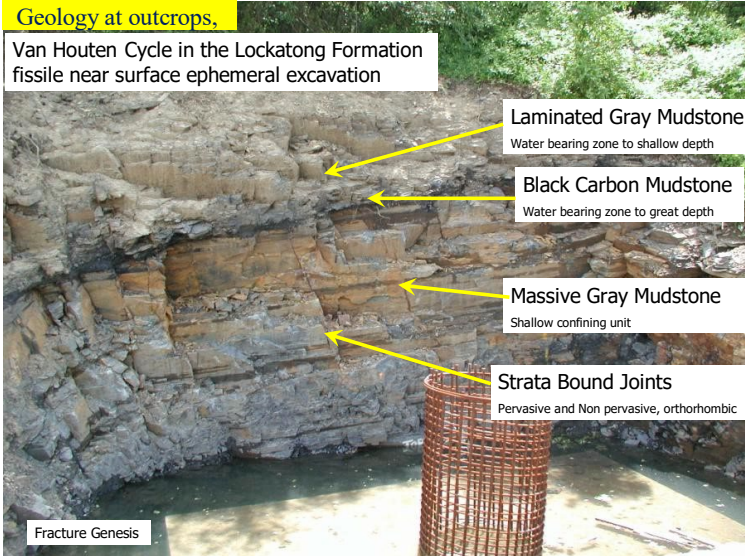 Geology at outcrops,
Van Houten Cycle in the Lockatong Formation
fissile near surface ephemeral excavation
Laminated Gray Mudstone
Water bearing zone to shallow depth
Black Carbon Mudstone
Water bearing zone to great depth
Massive Gray Mudstone
Shallow confining unit
Strata Bound Joints
Pervasive and Non pervasive, orthorhombic
Fracture Genesis